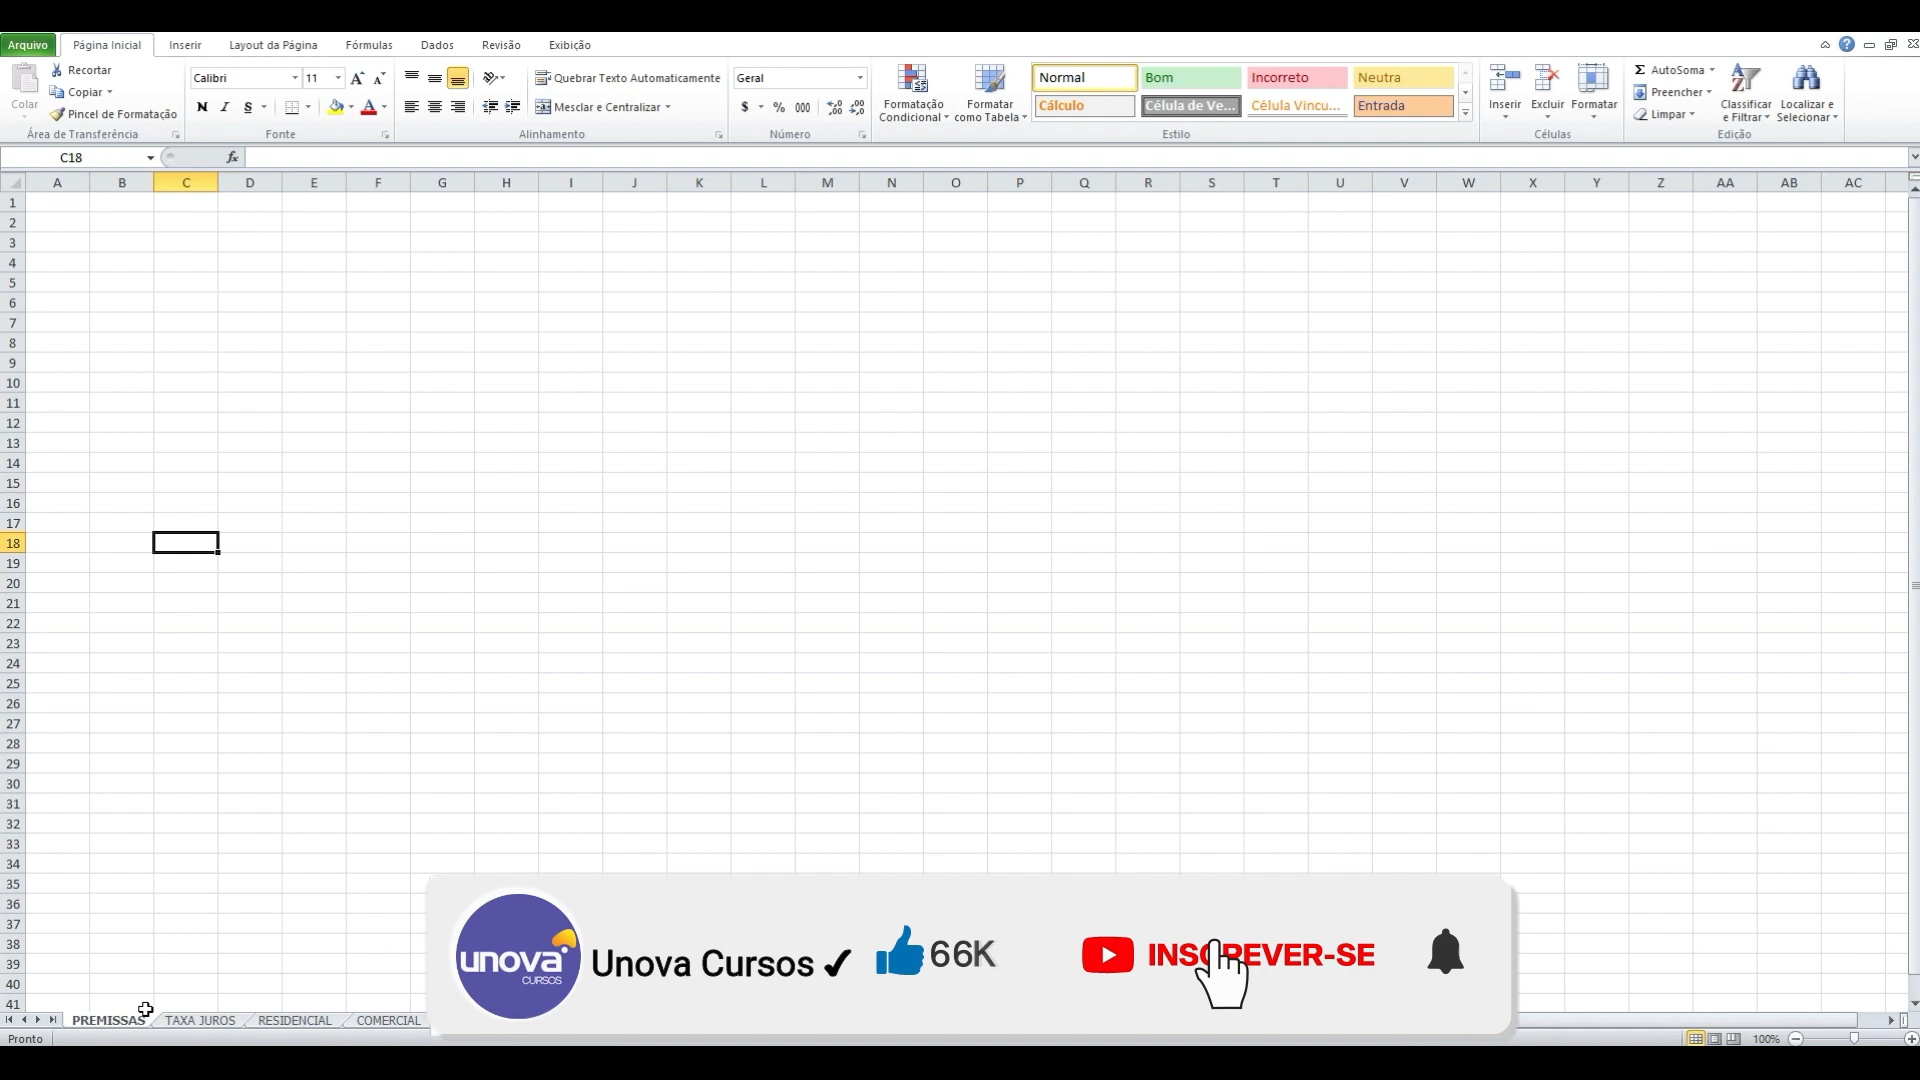 Arquivo Página Inicial Inserir Layout da Página Fórmulas Dados Revisão Exibição
Colar
Recortar
Copiar
Pincel de Formatação
Área de Transferência
Calibri 11
N I S
Fonte
Quebrar Texto Automaticamente
Mesclar e Centralizar
Alinhamento
Geral
$ % 000
Número
Formatação Condicional
Formatar como Tabela
Normal Bom Incorreto Neutra
Cálculo Célula de Ve... Célula Vincu... Entrada
Estilo
Inserir Excluir Formatar
Células
Σ AutoSoma
Preencher
Limpar
Classificar e Filtrar
Localizar e Selecionar
Edição
C18 fx
A B C D E F G H I J K L M N O P Q R S T U V W X Y Z AA AB AC
1
2
3
4
5
6
7
8
9
10
11
12
13
14
15
16
17
18
19
20
21
22
23
24
25
26
27
28
29
30
31
32
33
34
35
36
37
38
39
40
41
unova CURSOS
Unova Cursos ✔ 66K INSCREVER-SE
PREMISSAS TAXA JUROS RESIDENCIAL COMERCIAL
Pronto 100%